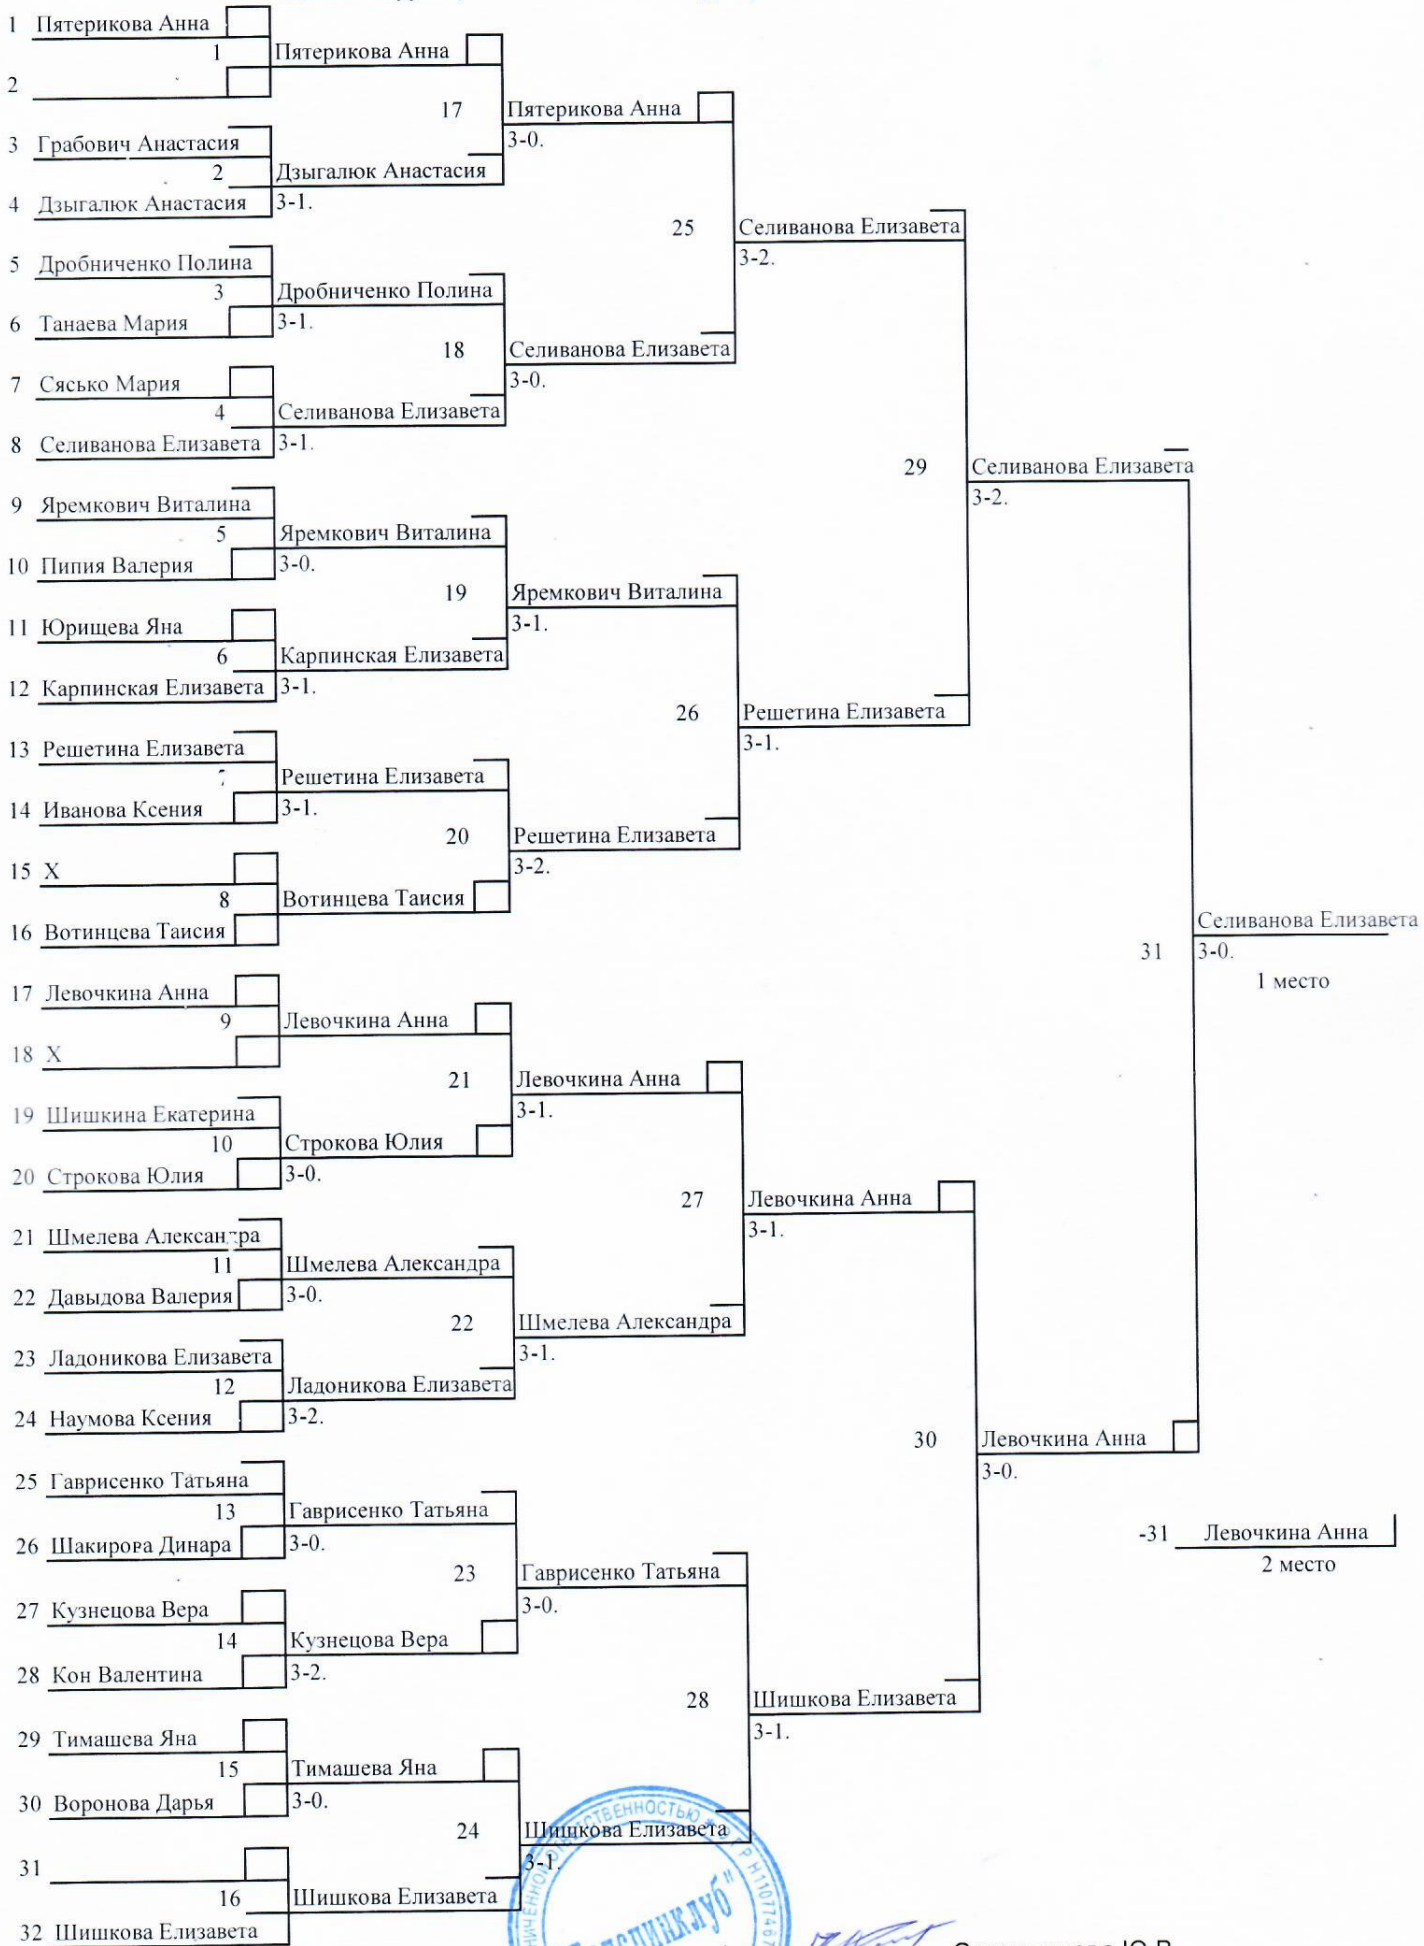 1 Пятерикова Анна
1 Пятерикова Анна
2
17 Пятерикова Анна
3-0.
3 Грабович Анастасия
2 Дзыгалюк Анастасия
4 Дзыгалюк Анастасия 3-1.
25 Селиванова Елизавета
3-2.
5 Дробниченко Полина
3 Дробниченко Полина
6 Танаева Мария 3-1.
18 Селиванова Елизавета
3-0.
7 Сясько Мария
4 Селиванова Елизавета
8 Селиванова Елизавета 3-1.
29 Селиванова Елизавета
3-2.
9 Яремкович Виталина
5 Яремкович Виталина
10 Пипия Валерия 3-0.
19 Яремкович Виталина
3-1.
11 Юрищева Яна
6 Карпинская Елизавета
12 Карпинская Елизавета 3-1.
26 Решетина Елизавета
3-1.
13 Решетина Елизавета
Решетина Елизавета
14 Иванова Ксения 3-1.
20 Решетина Елизавета
3-2.
15 X
8 Вотинцева Таисия
16 Вотинцева Таисия
31 Селиванова Елизавета
3-0.
1 место
17 Левочкина Анна
9 Левочкина Анна
18 X
21 Левочкина Анна
3-1.
19 Шишкина Екатерина
10 Строкова Юлия
20 Строкова Юлия 3-0.
27 Левочкина Анна
3-1.
21 Шмелева Александра
11 Шмелева Александра
22 Давыдова Валерия 3-0.
22 Шмелева Александра
3-1.
23 Ладоникова Елизавета
12 Ладоникова Елизавета
24 Наумова Ксения 3-2.
30 Левочкина Анна
3-0.
25 Гаврисенко Татьяна
13 Гаврисенко Татьяна
26 Шакирова Динара 3-0.
-31 Левочкина Анна
2 место
23 Гаврисенко Татьяна
3-0.
27 Кузнецова Вера
14 Кузнецова Вера
28 Кон Валентина 3-2.
28 Шишкова Елизавета
3-1.
29 Тимашева Яна
15 Тимашева Яна
30 Воронова Дарья 3-0.
24 Шишкова Елизавета
3-1.
31
16 Шишкова Елизавета
32 Шишкова Елизавета